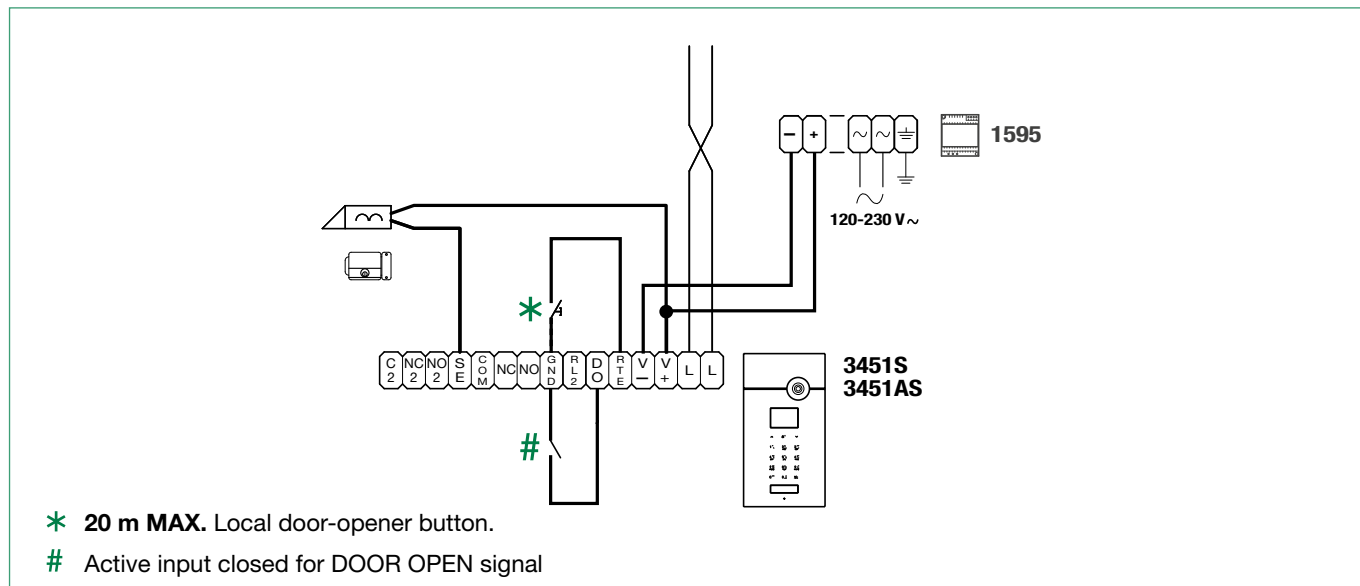 − + ~ ~ 1595
120-230 V~
*
C2 NC2 NO2 SE COM NC NO GND RL2 DO RTE V− V+ L L
3451S
3451AS
#
* 20 m MAX. Local door-opener button.
# Active input closed for DOOR OPEN signal